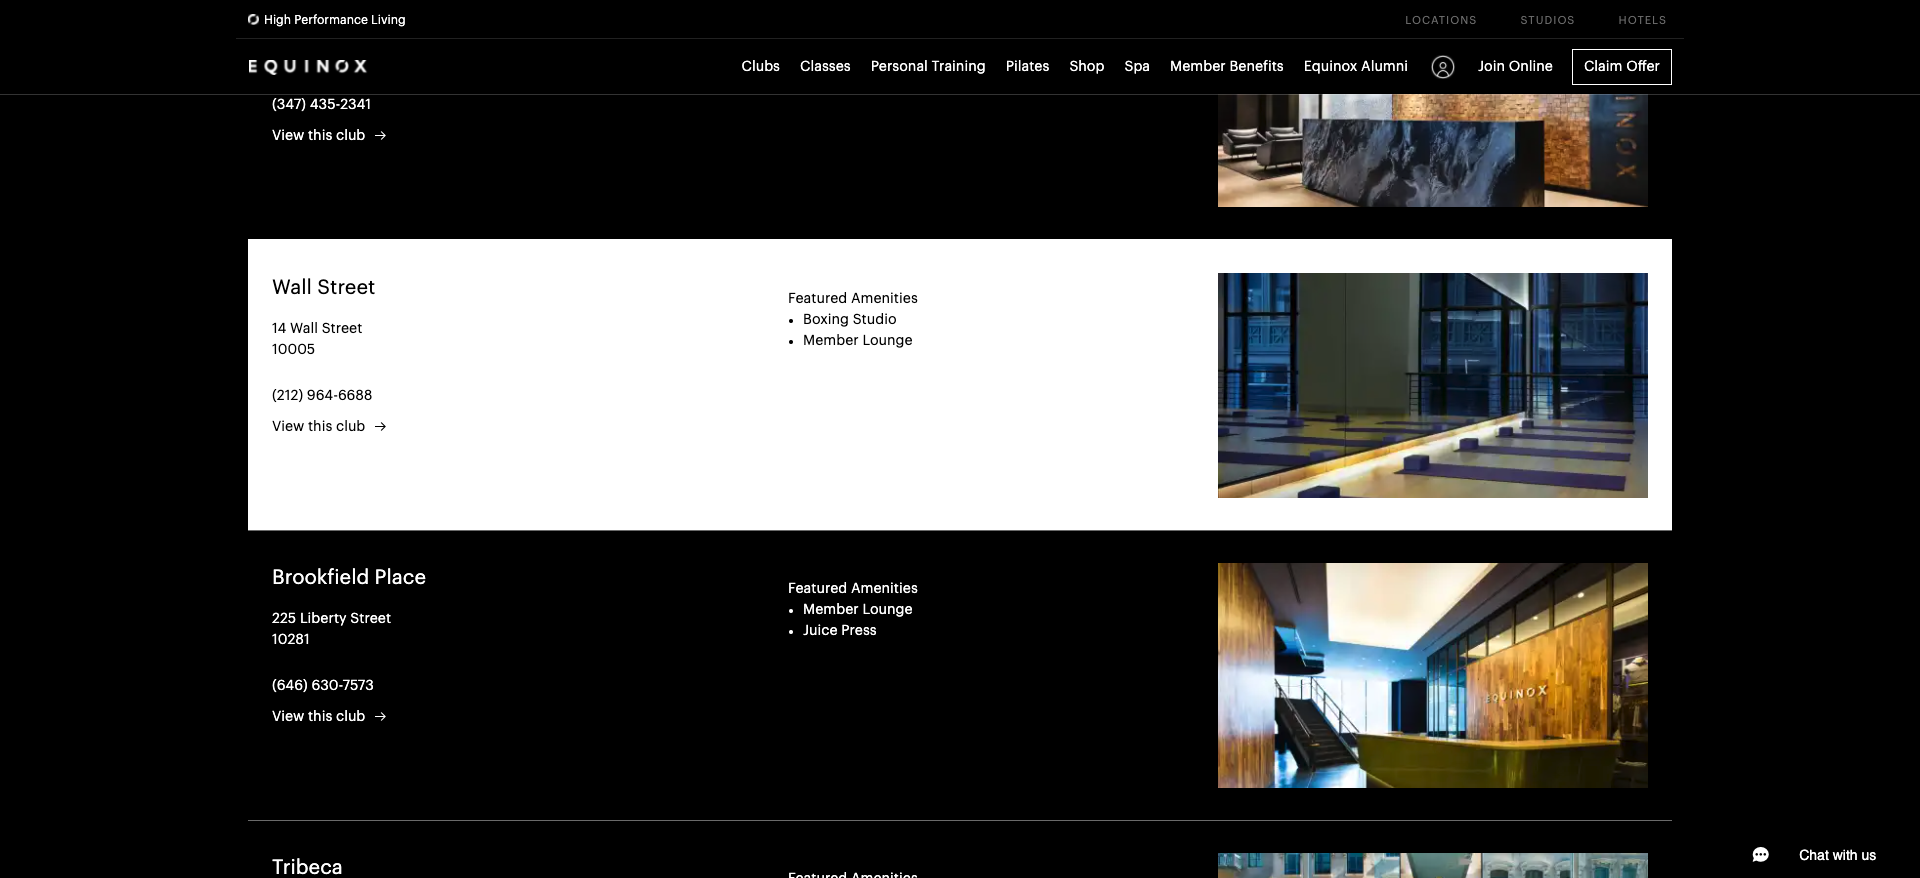 High Performance Living
LOCATIONS
STUDIOS
HOTELS
EQUINOX
Clubs
Classes
Personal Training
Pilates
Shop
Spa
Member Benefits
Equinox Alumni
Join Online
Claim Offer
(347) 435-2341
View this club →
Wall Street
14 Wall Street
10005
(212) 964-6688
View this club →
Featured Amenities
• Boxing Studio
• Member Lounge
Brookfield Place
225 Liberty Street
10281
(646) 630-7573
View this club →
Featured Amenities
• Member Lounge
• Juice Press
EQUINOX
Tribeca
Featured Amenities
Chat with us